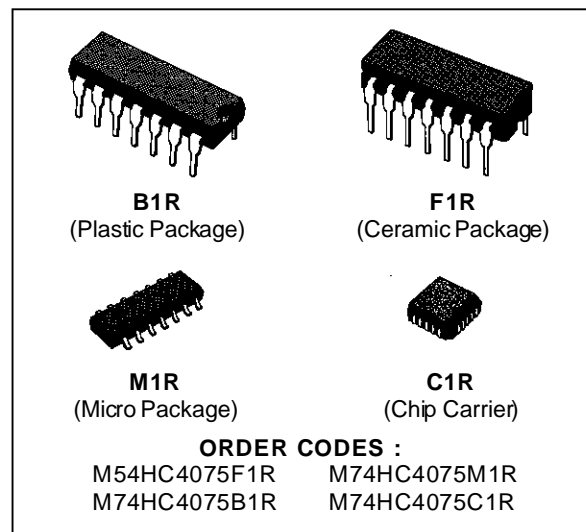 B1R
(Plastic Package)
F1R
(Ceramic Package)
M1R
(Micro Package)
C1R
(Chip Carrier)
ORDER CODES :
M54HC4075F1R M74HC4075M1R
M74HC4075B1R M74HC4075C1R